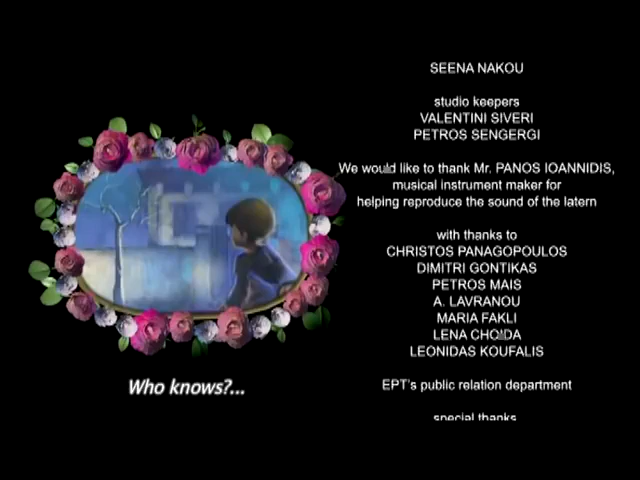 SEENA NAKOU
studio keepers
VALENTINI SIVERI
PETROS SENGERGI
We would like to thank Mr. PANOS IOANNIDIS,
musical instrument maker for
helping reproduce the sound of the latern
with thanks to
CHRISTOS PANAGOPOULOS
DIMITRI GONTIKAS
PETROS MAIS
A. LAVRANOU
MARIA FAKLI
LENA
LEONIDAS KOUFALIS
EPT's public relation department
special thanks
Who knows?...